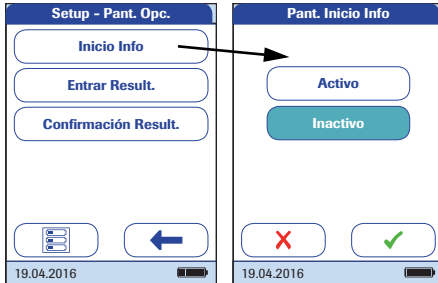 Setup - Pant. Opc.
Inicio Info
Entrar Result.
Confirmación Result.
19.04.2016
Pant. Inicio Info
Activo
Inactivo
19.04.2016